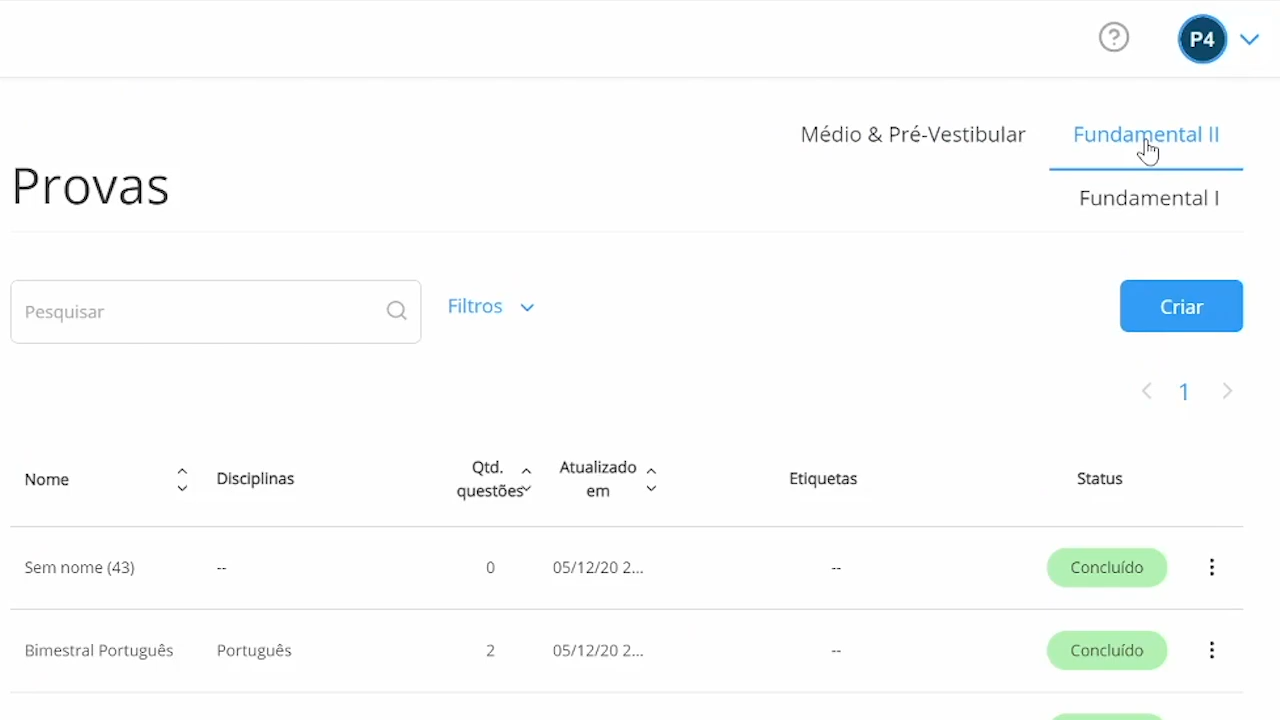 P4
Médio & Pré-Vestibular
Fundamental II
Provas
Fundamental I
Pesquisar
Filtros
Criar
1
Nome
Disciplinas
Qtd.
questões
Atualizado
em
Etiquetas
Status
Sem nome (43) -- 0 05/12/20 2... -- Concluído
Bimestral Português Português 2 05/12/20 2... -- Concluído